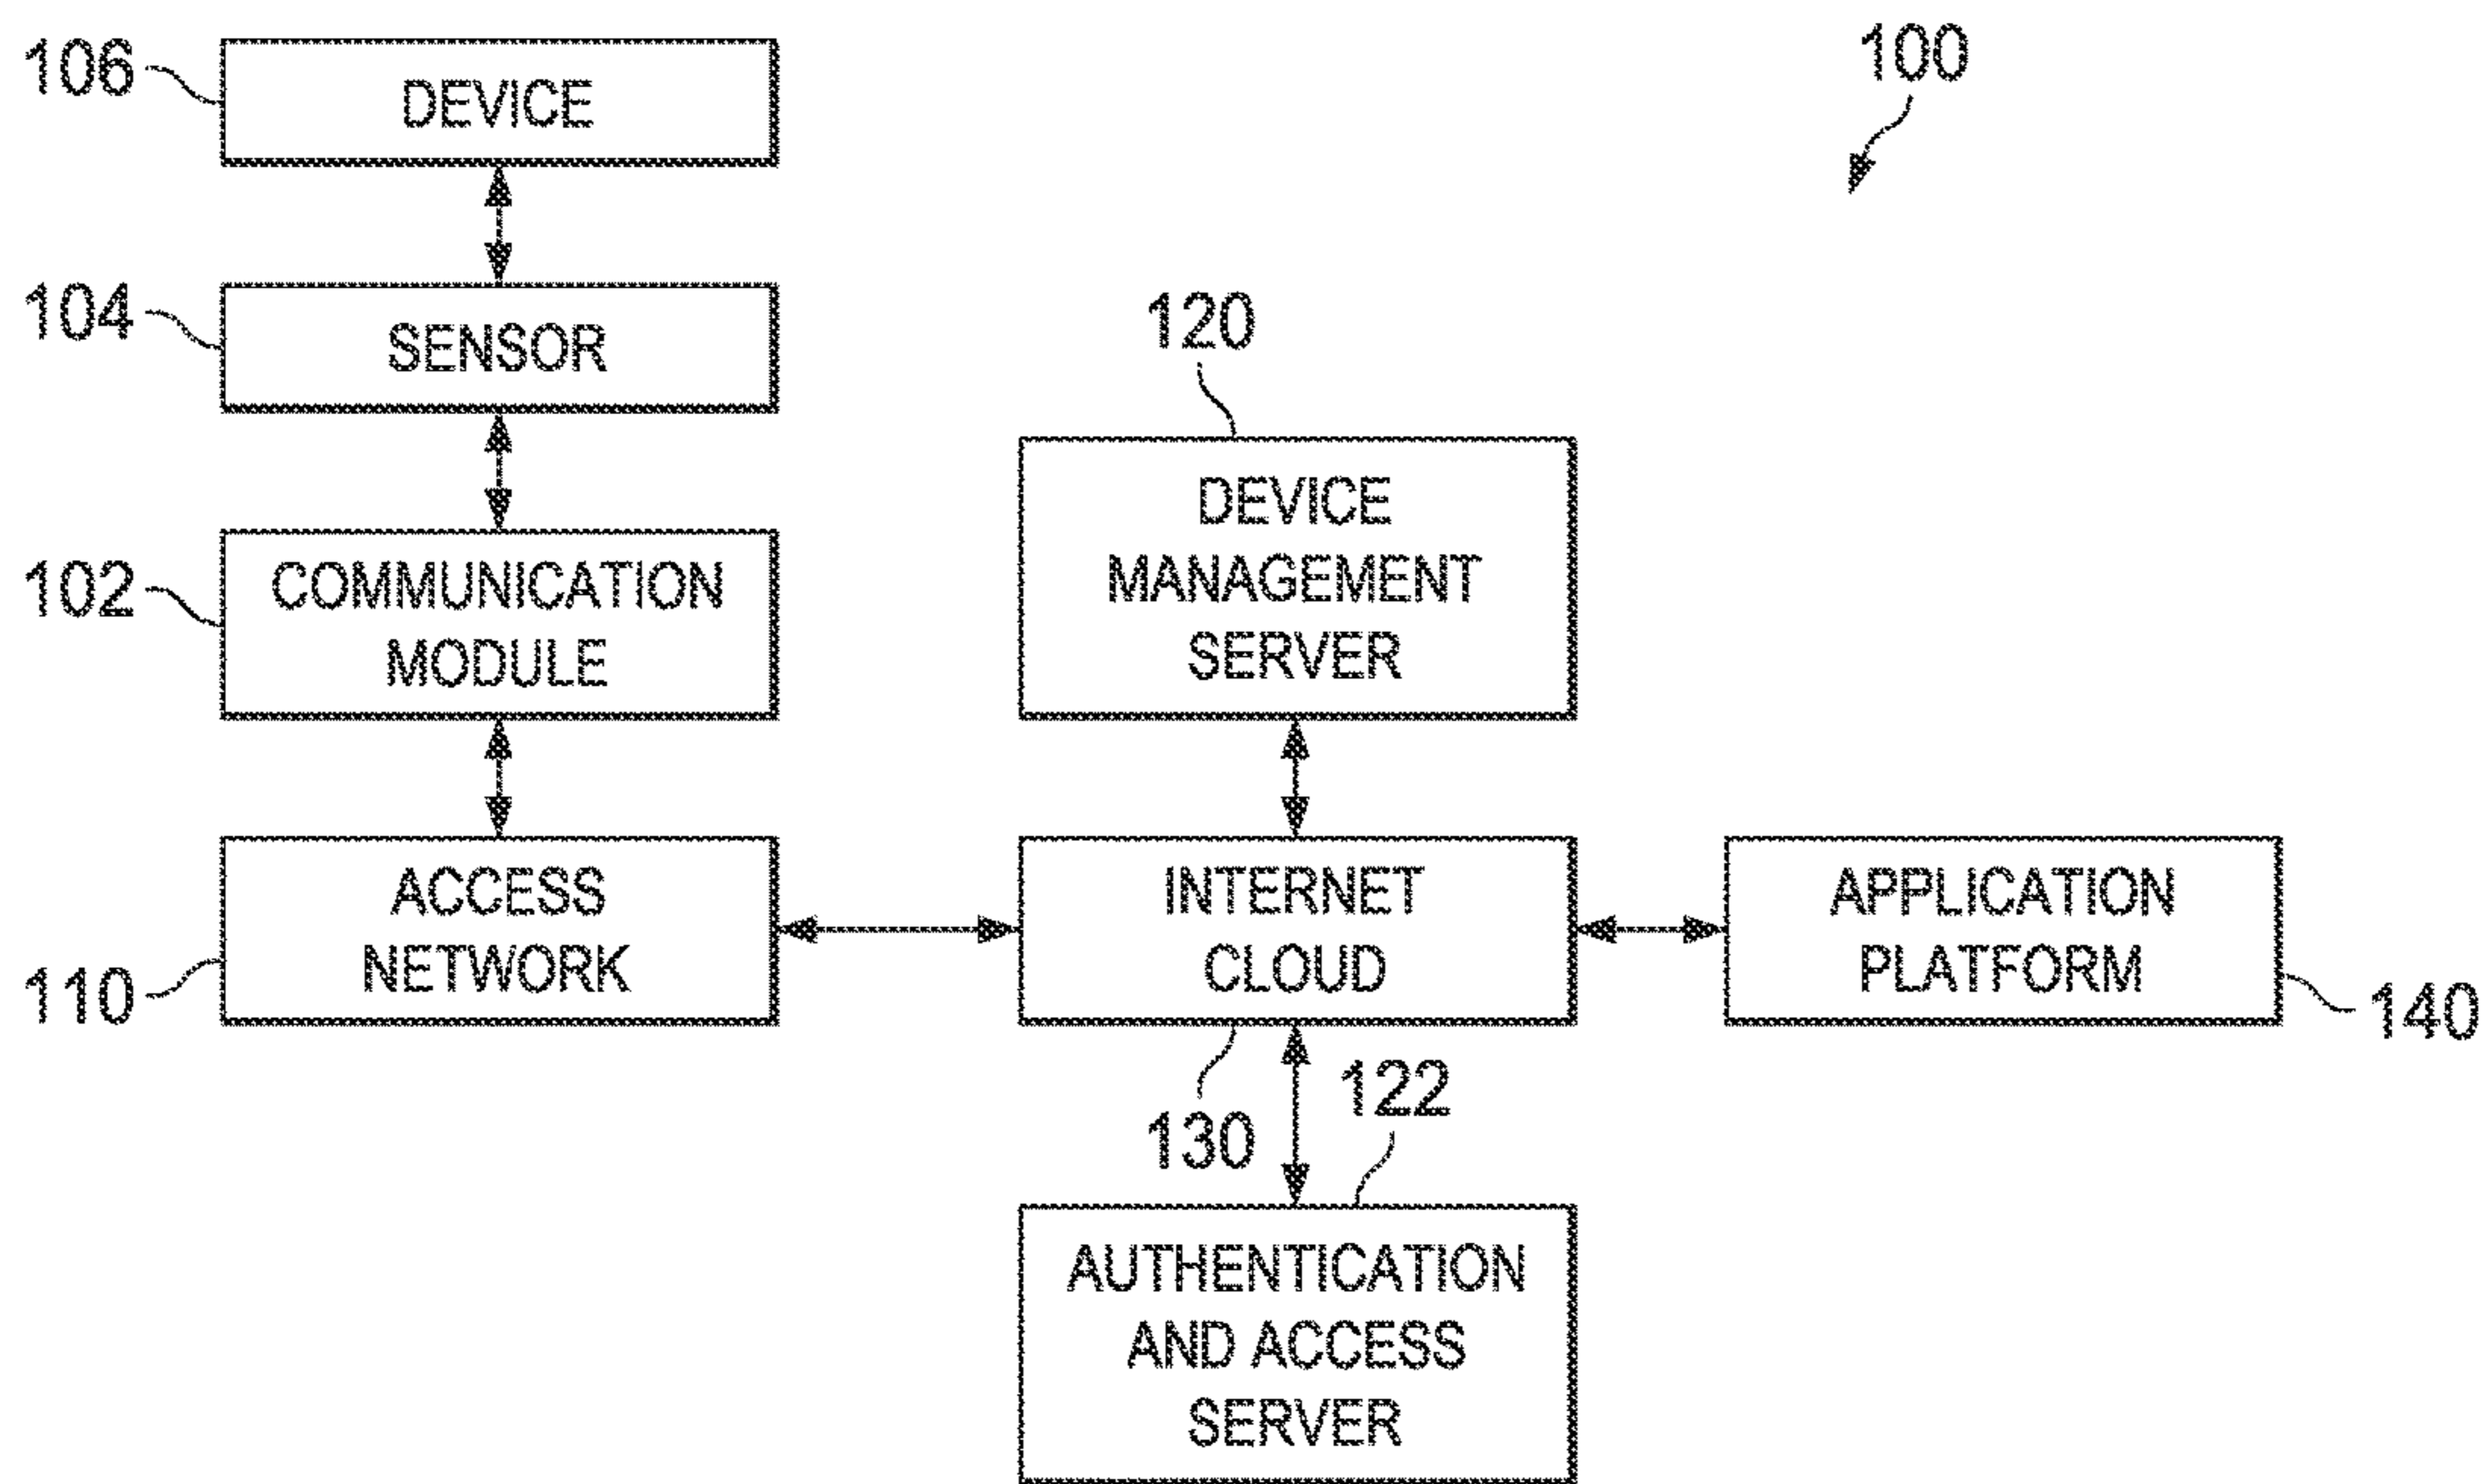 100
106
DEVICE
104
SENSOR
120
102
COMMUNICATION
MODULE
DEVICE
MANAGEMENT
SERVER
110
ACCESS
NETWORK
INTERNET
CLOUD
APPLICATION
PLATFORM
140
130
122
AUTHENTICATION
AND ACCESS
SERVER